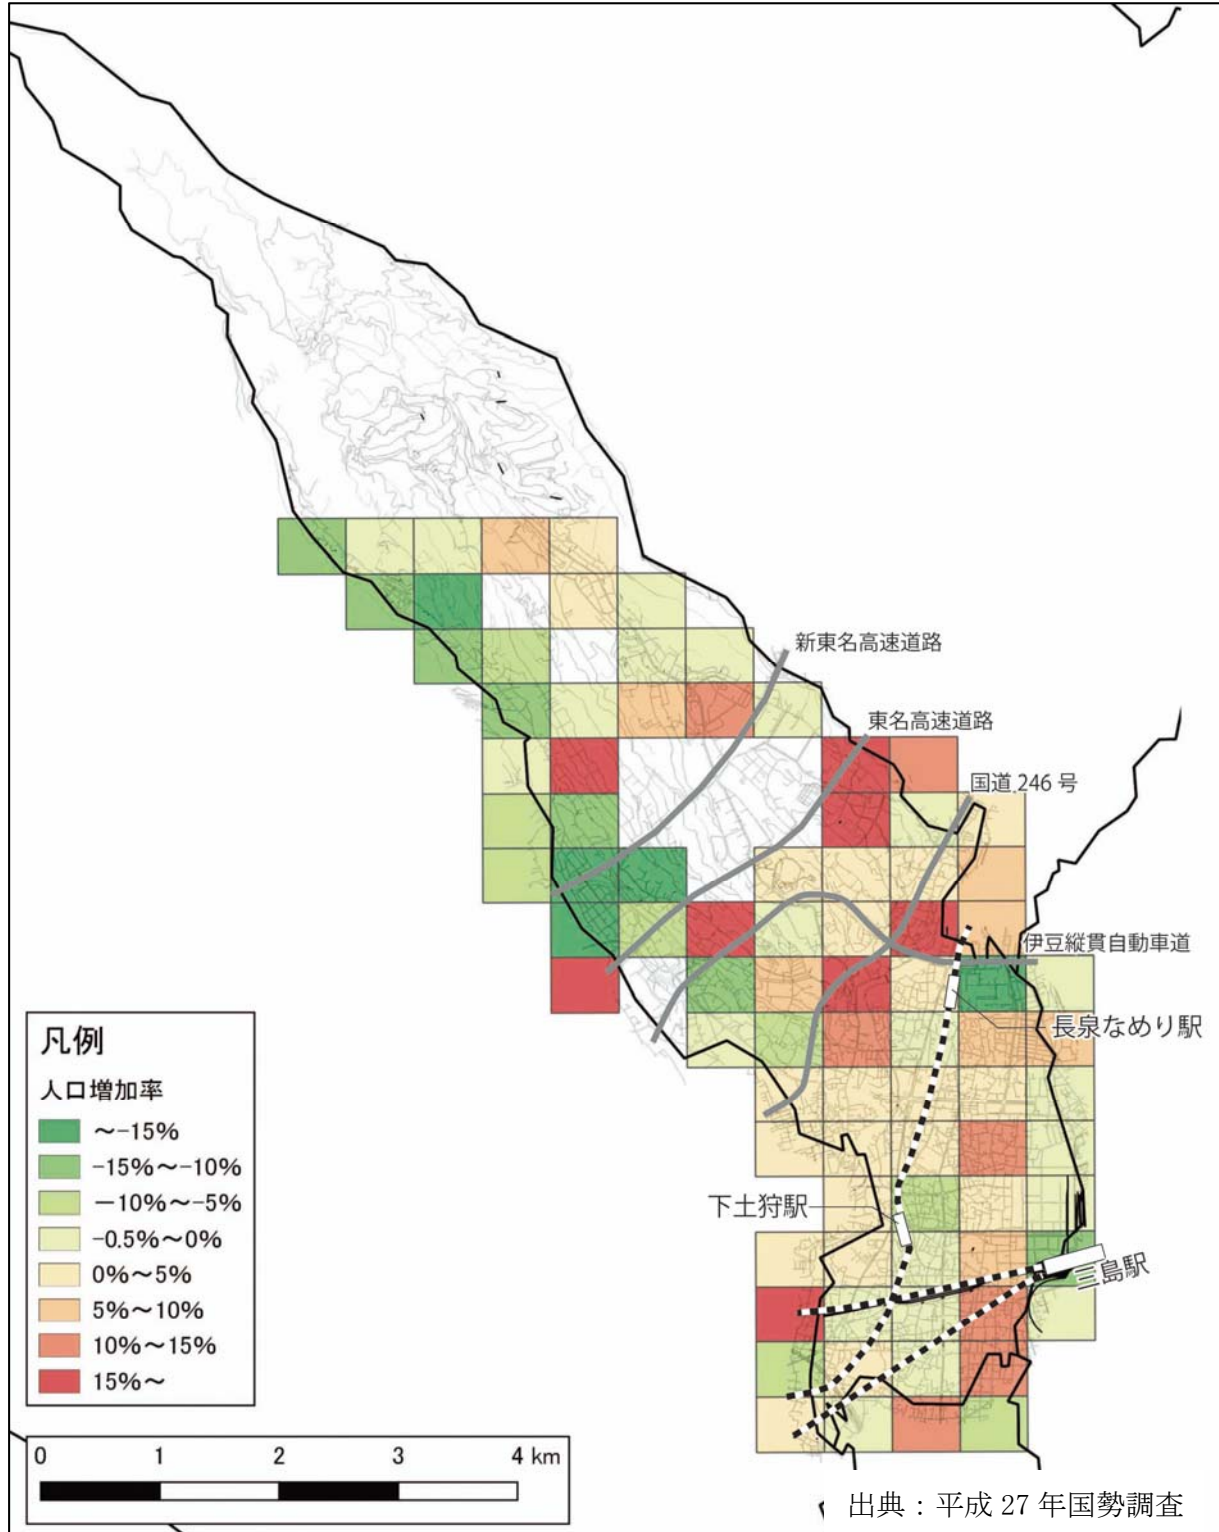 新東名高速道路
東名高速道路
国道 246 号
伊豆縦貫自動車道
長泉なめり駅
下土狩駅
三島駅
凡例
人口増加率
～-15%
-15%～-10%
－10%～-5%
-0.5%～0%
0%～5%
5%～10%
10%～15%
15%～
0 1 2 3 4 km
出典：平成 27 年国勢調査